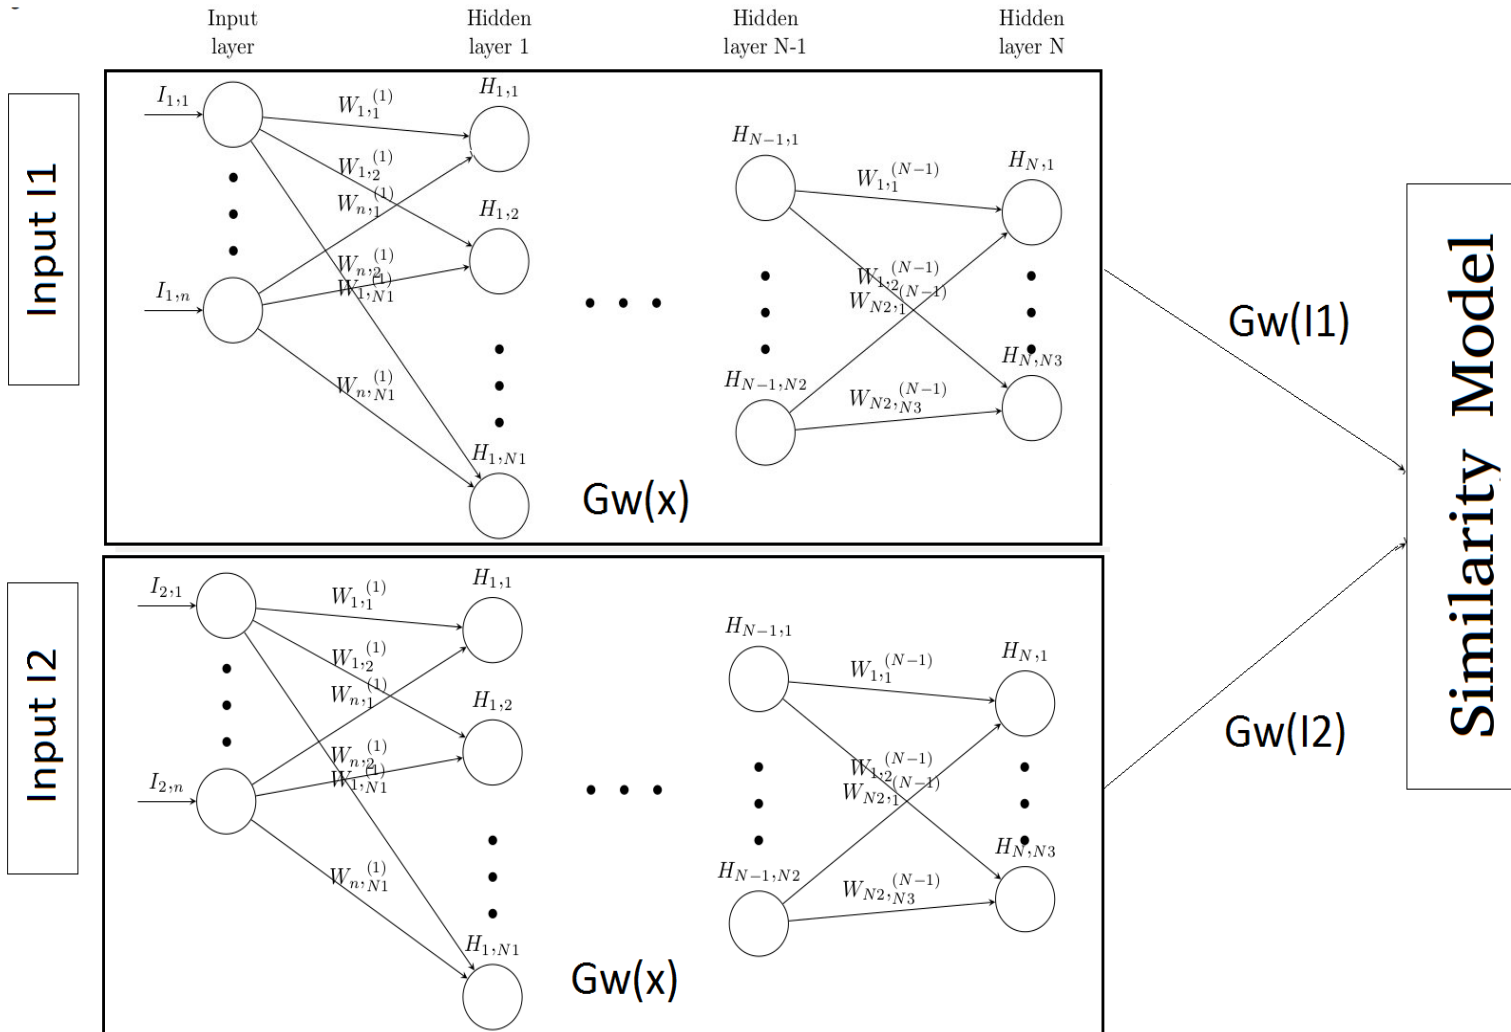 Input layer
Hidden layer 1
Hidden layer N-1
Hidden layer N
Input I1
I_{1,1}
I_{1,n}
W_{1,1}^{(1)}
W_{1,2}^{(1)}
W_{n,1}^{(1)}
W_{n,2}^{(1)}
W_{1,N1}^{(1)}
W_{n,N1}^{(1)}
H_{1,1}
H_{1,2}
H_{1,N1}
H_{N-1,1}
H_{N-1,N2}
W_{1,1}^{(N-1)}
W_{1,2}^{(N-1)}
W_{N2,1}^{(N-1)}
W_{N2,N3}^{(N-1)}
H_{N,1}
H_{N,N3}
Gw(x)
Gw(I1)
Similarity Model
Input I2
I_{2,1}
I_{2,n}
W_{1,1}^{(1)}
W_{1,2}^{(1)}
W_{n,1}^{(1)}
W_{n,2}^{(1)}
W_{1,N1}^{(1)}
W_{n,N1}^{(1)}
H_{1,1}
H_{1,2}
H_{1,N1}
H_{N-1,1}
H_{N-1,N2}
W_{1,1}^{(N-1)}
W_{1,2}^{(N-1)}
W_{N2,1}^{(N-1)}
W_{N2,N3}^{(N-1)}
H_{N,1}
H_{N,N3}
Gw(x)
Gw(I2)